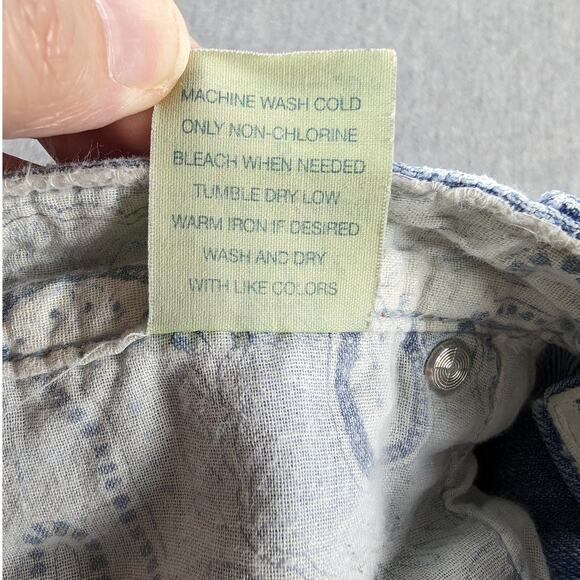 MACHINE WASH COLD
ONLY NON-CHLORINE
BLEACH WHEN NEEDED
TUMBLE DRY LOW
WARM IRON IF DESIRED
WASH AND DRY
WITH LIKE COLORS